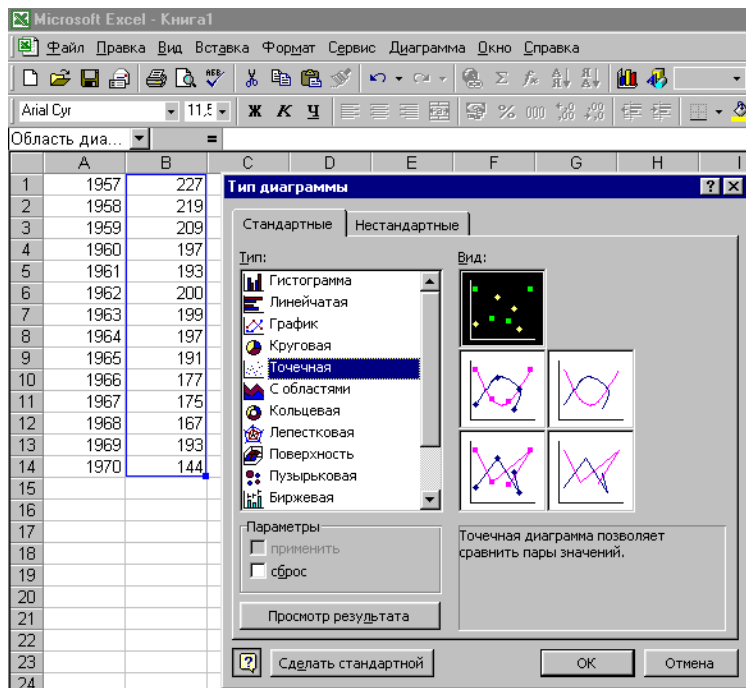 Microsoft Excel - Книга1
Файл Правка Вид Вставка Формат Сервис Диаграмма Окно Справка
Arial Cyr 11,5 Ж К Ч % 000
Область диа... =
A B C D E F G H I
1 1957 227
2 1958 219
3 1959 209
4 1960 197
5 1961 193
6 1962 200
7 1963 199
8 1964 197
9 1965 191
10 1966 177
11 1967 175
12 1968 167
13 1969 193
14 1970 144
15
16
17
18
19
20
21
22
23
24
Тип диаграммы
Стандартные Нестандартные
Тип:
Гистограмма
Линейчатая
График
Круговая
Точечная
С областями
Кольцевая
Лепестковая
Поверхность
Пузырьковая
Биржевая
Вид:
Параметры
применить
сброс
Точечная диаграмма позволяет
сравнить пары значений.
Просмотр результата
Сделать стандартной
ОК
Отмена